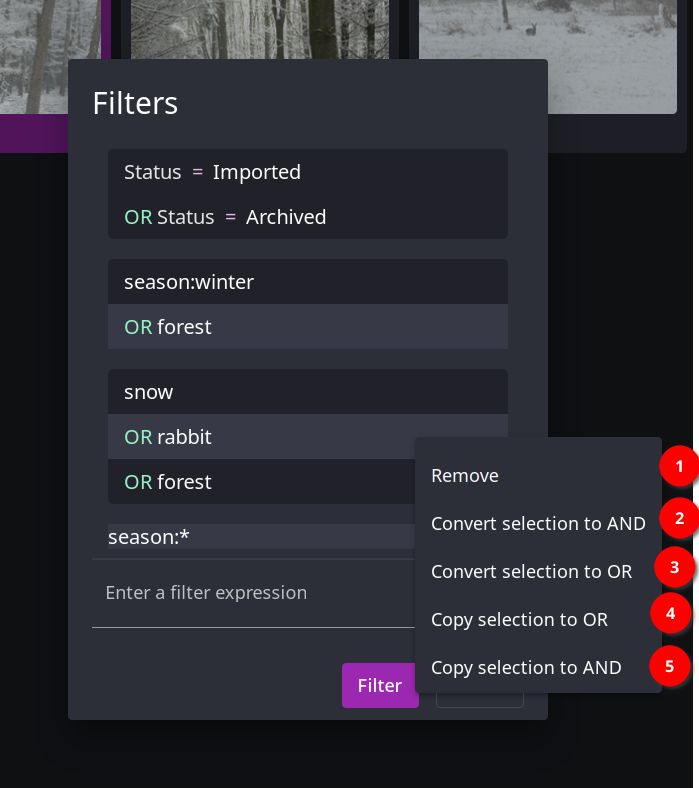 Filters
Status = Imported
OR Status = Archived
season:winter
OR forest
snow
OR rabbit
OR forest
season:*
Enter a filter expression
Filter
Remove
1
Convert selection to AND
2
Convert selection to OR
3
Copy selection to OR
4
Copy selection to AND
5